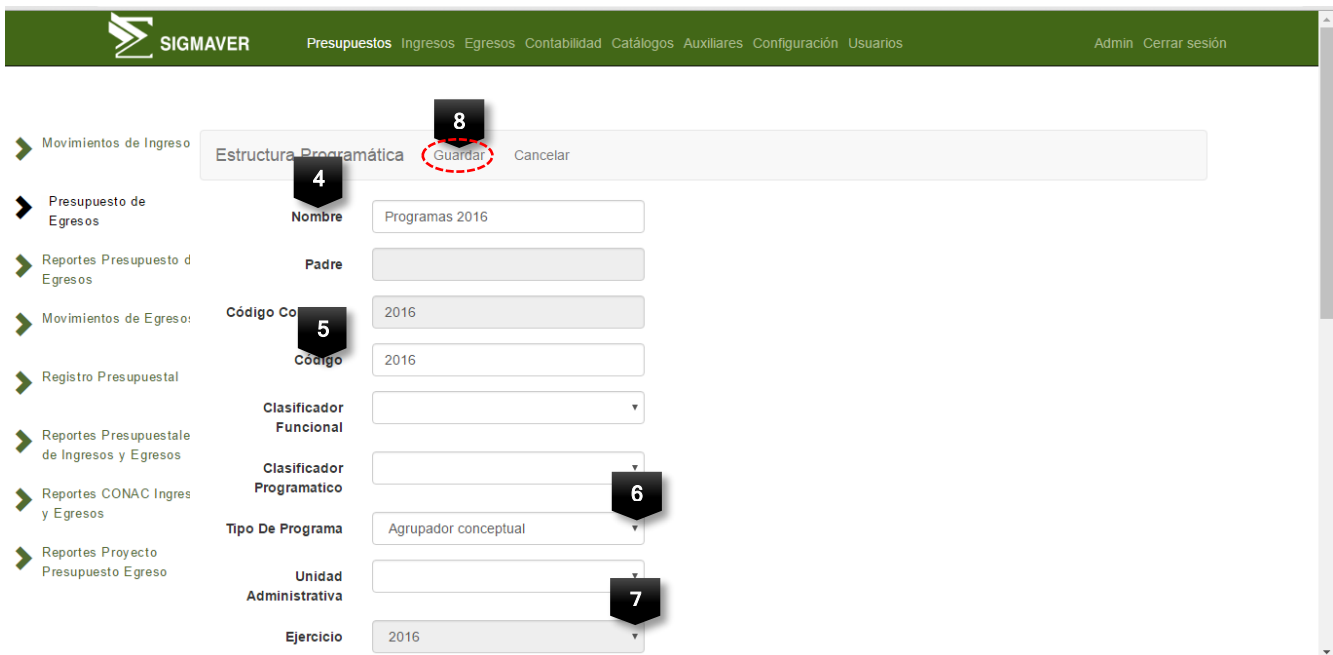 SIGMAVER
Presupuestos Ingresos Egresos Contabilidad Catálogos Auxiliares Configuración Usuarios
Admin Cerrar sesión
Movimientos de Ingreso
Presupuesto de
Egresos
Reportes Presupuesto d
Egresos
Movimientos de Egreso
Registro Presupuestal
Reportes Presupuestale
de Ingresos y Egresos
Reportes CONAC Ingres
y Egresos
Reportes Proyecto
Presupuesto Egreso
8
Estructura Programática Guardar Cancelar
4
Nombre Programas 2016
Padre
Código Co 2016
5
Código 2016
Clasificador
Funcional
Clasificador
Programatico
6
Tipo De Programa Agrupador conceptual
Unidad
Administrativa
7
Ejercicio 2016